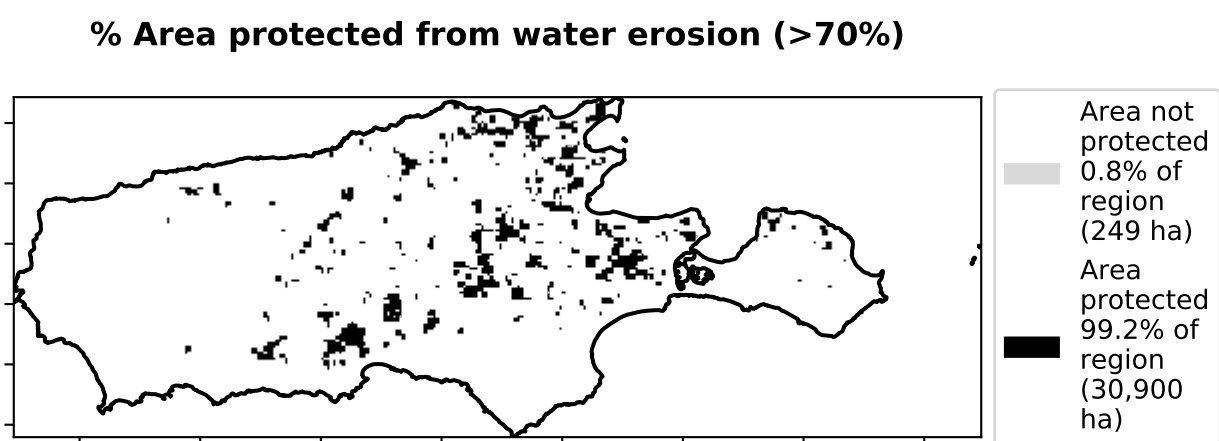 % Area protected from water erosion (>70%)
Area not
protected
0.8% of
region
(249 ha)
Area
protected
99.2% of
region
(30,900
ha)